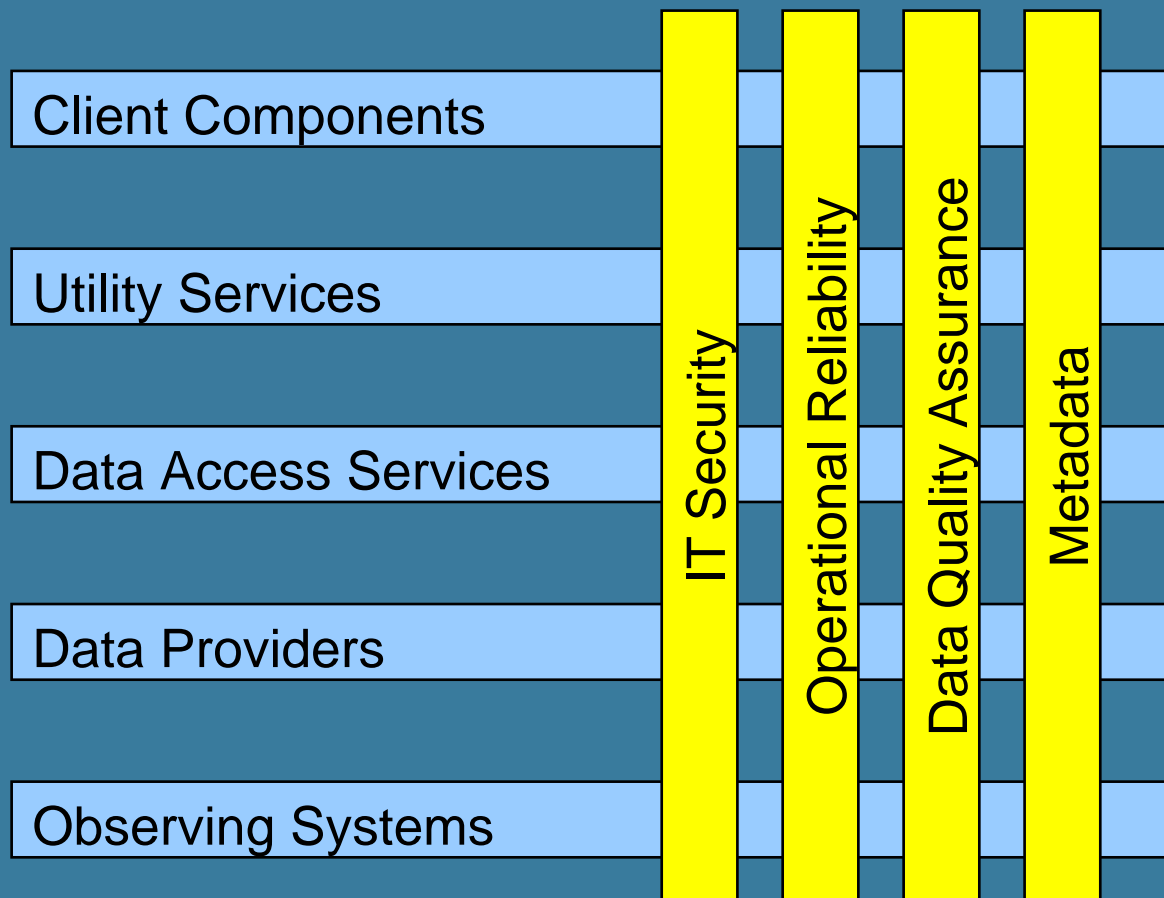 Client Components
Utility Services
Data Access Services
Data Providers
Observing Systems
IT Security
Operational Reliability
Data Quality Assurance
Metadata